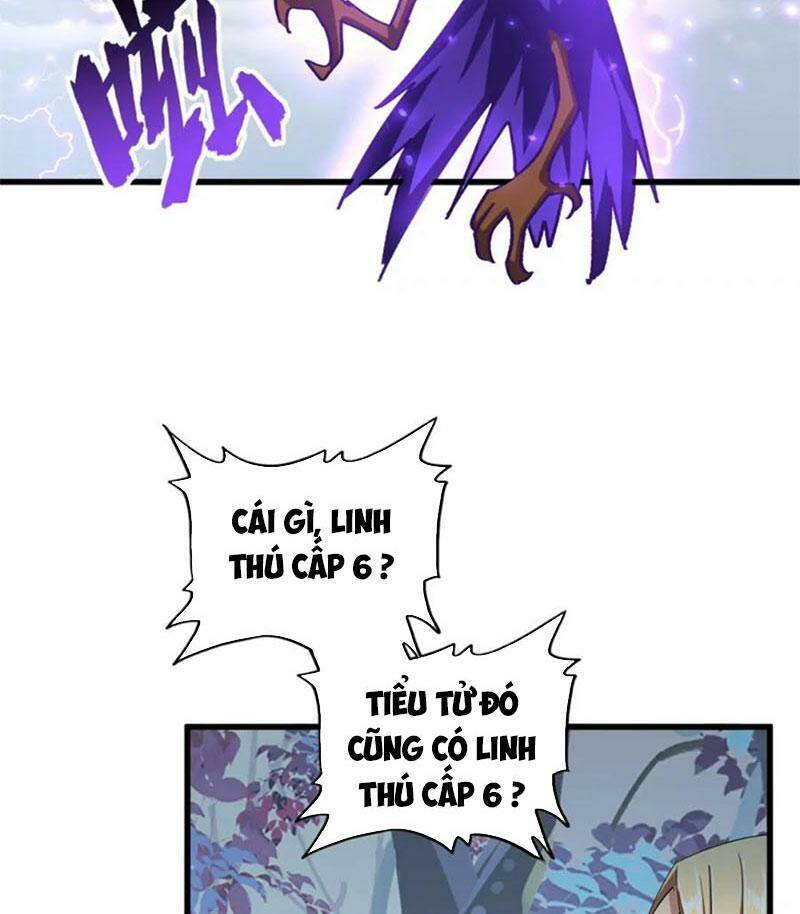 CÁI GÌ, LINH
THÚ CẤP 6 ?
TIỂU TỬ ĐÓ
CŨNG CÓ LINH
THÚ CẤP 6 ?